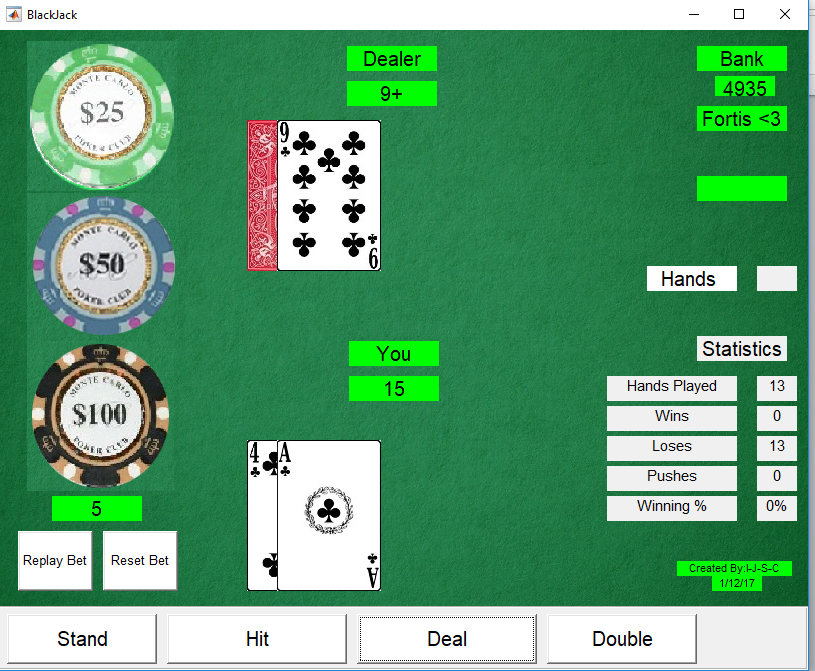 BlackJack
Dealer
9+
Bank
4935
Fortis <3
MONTE CARLO
$25
POKER CLUB
MONTE CARLO
$50
POKER CLUB
MONTE CARLO
$100
POKER CLUB
9
9
Hands
You
15
Statistics
Hands Played 13
Wins 0
Loses 13
Pushes 0
Winning % 0%
4 A
A
5
Replay Bet Reset Bet
Created By:I-J-S-C
1/12/17
Stand Hit Deal Double